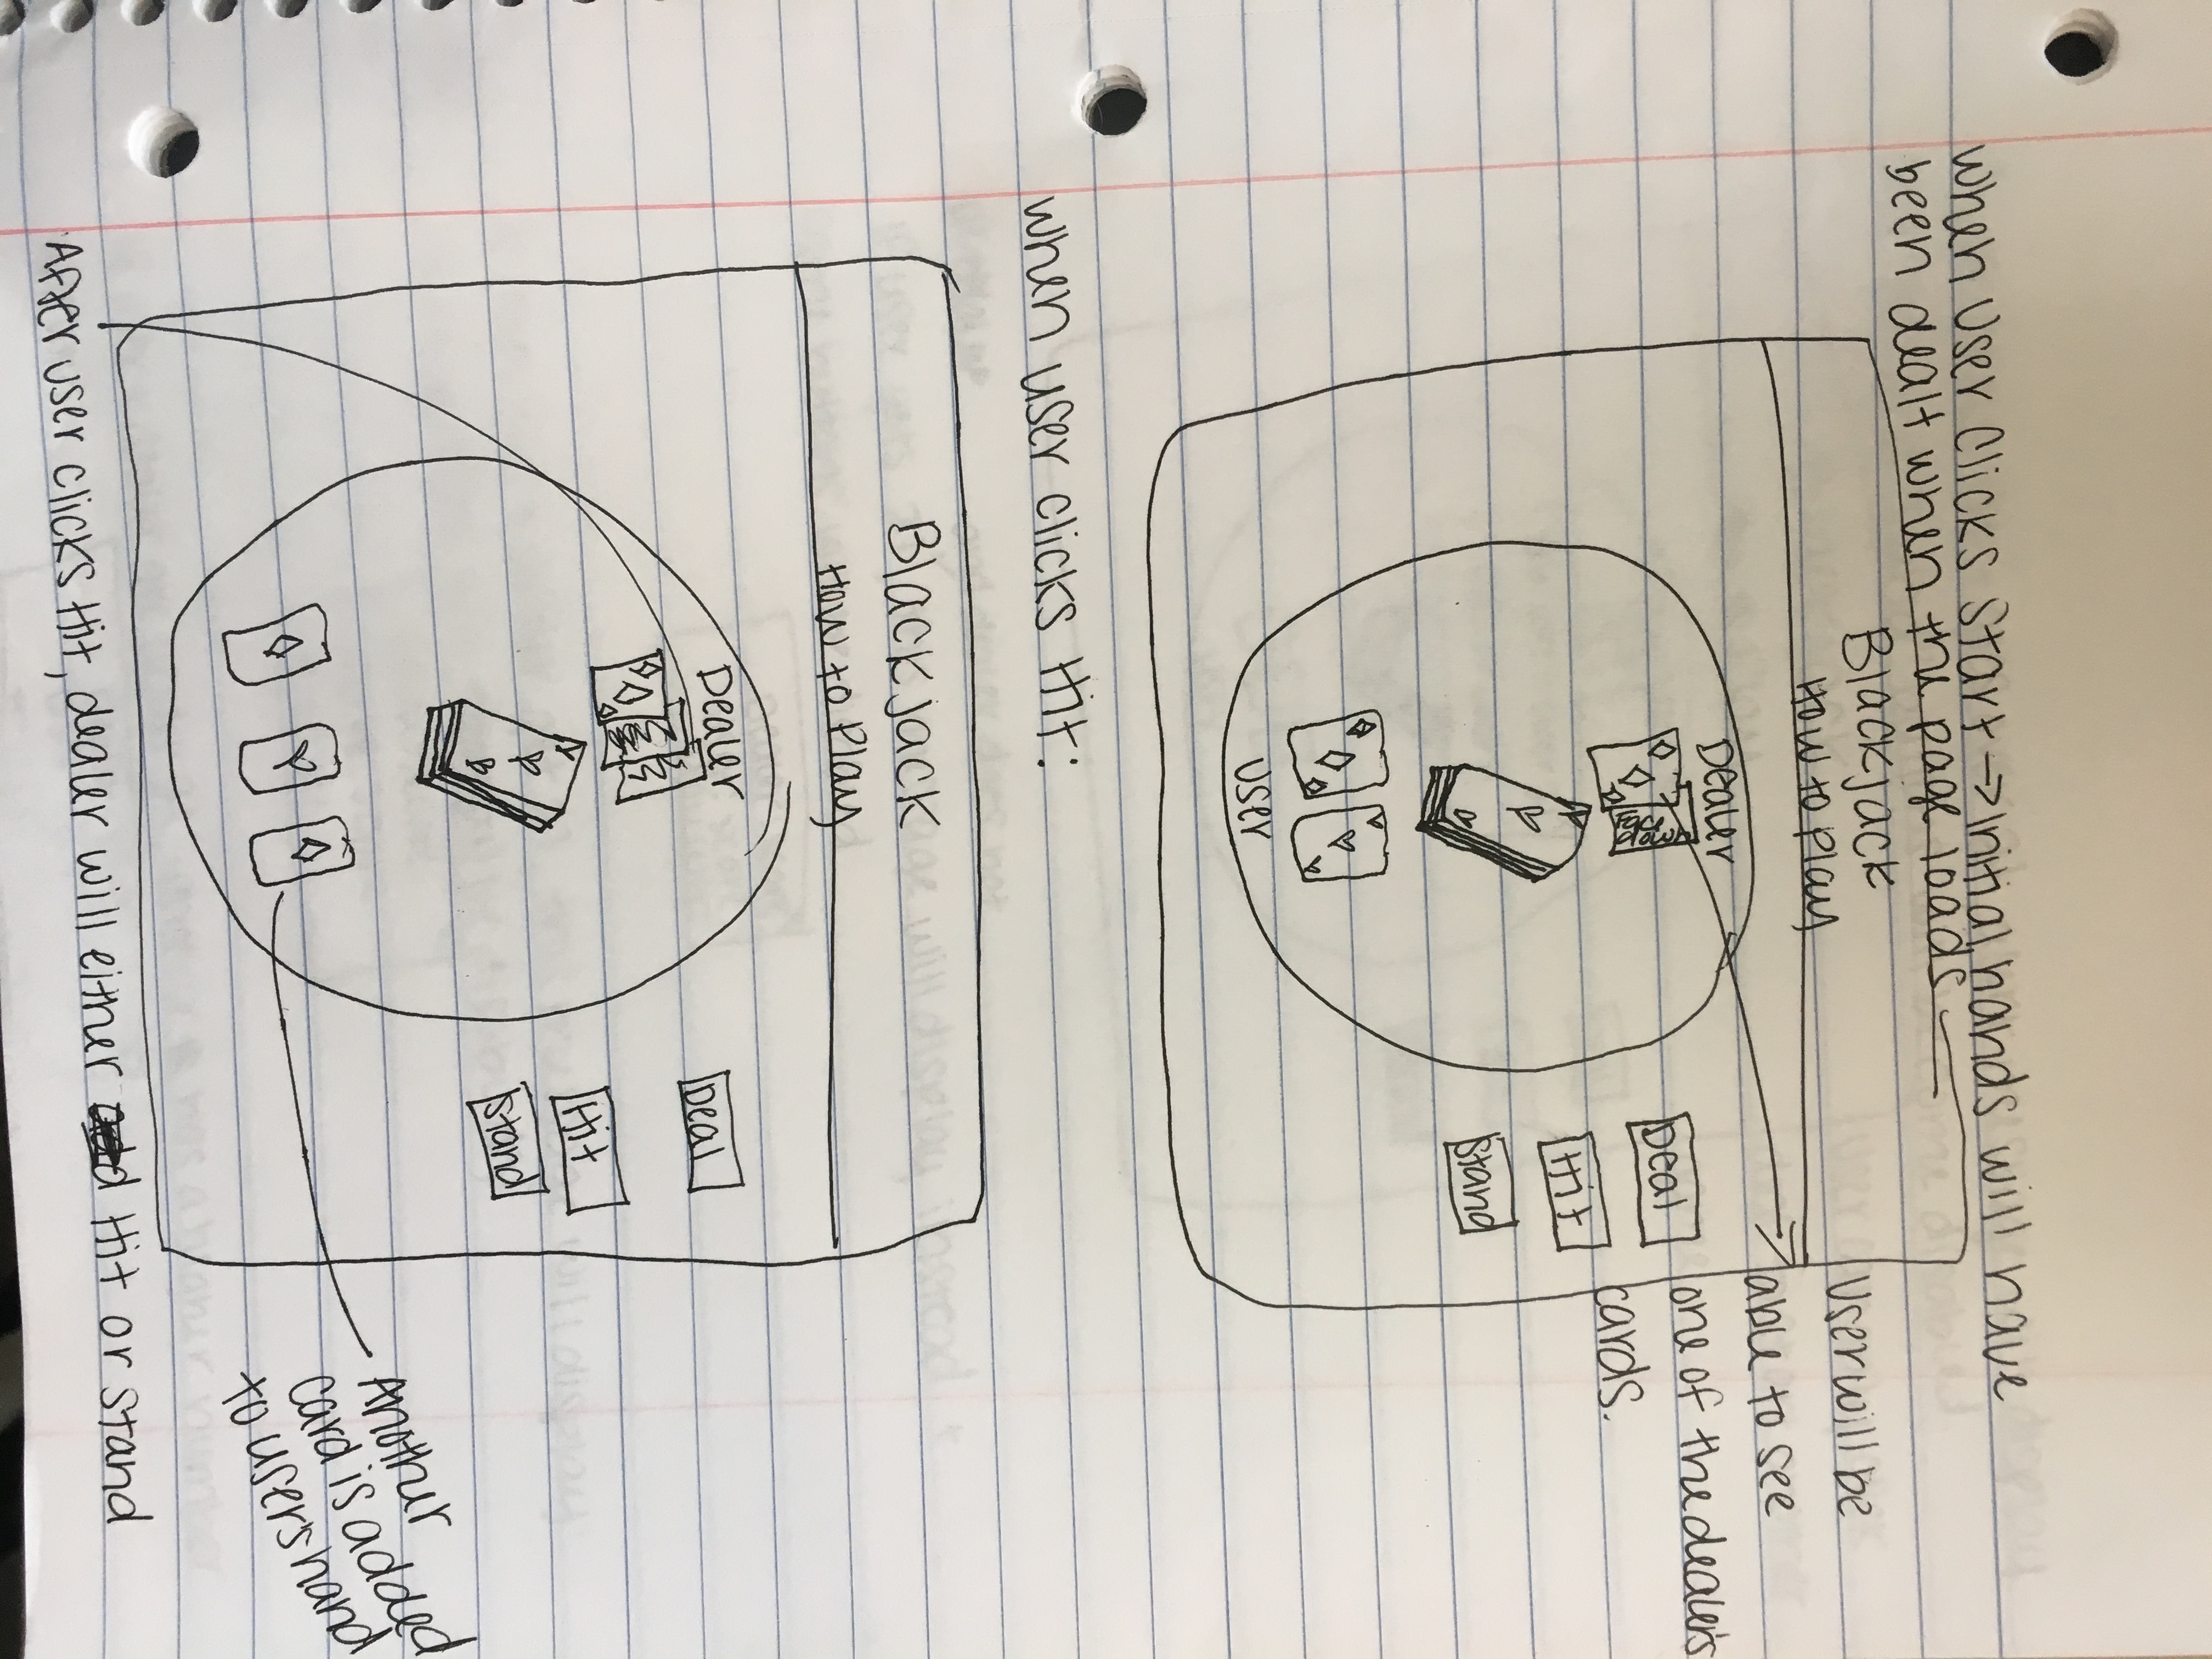 When user clicks Start → initial hands will have
been dealt when the page loads
Blackjack
How to Play
Dealer
Face
down
User
Deal
Hit
Stand
User will be
able to see
one of the dealer's
cards.
When user clicks Hit:
Blackjack
How to Play
Dealer
Deal
Hit
Stand
Another
card is added
to user's hand
After user clicks Hit, dealer will either Hit or Stand